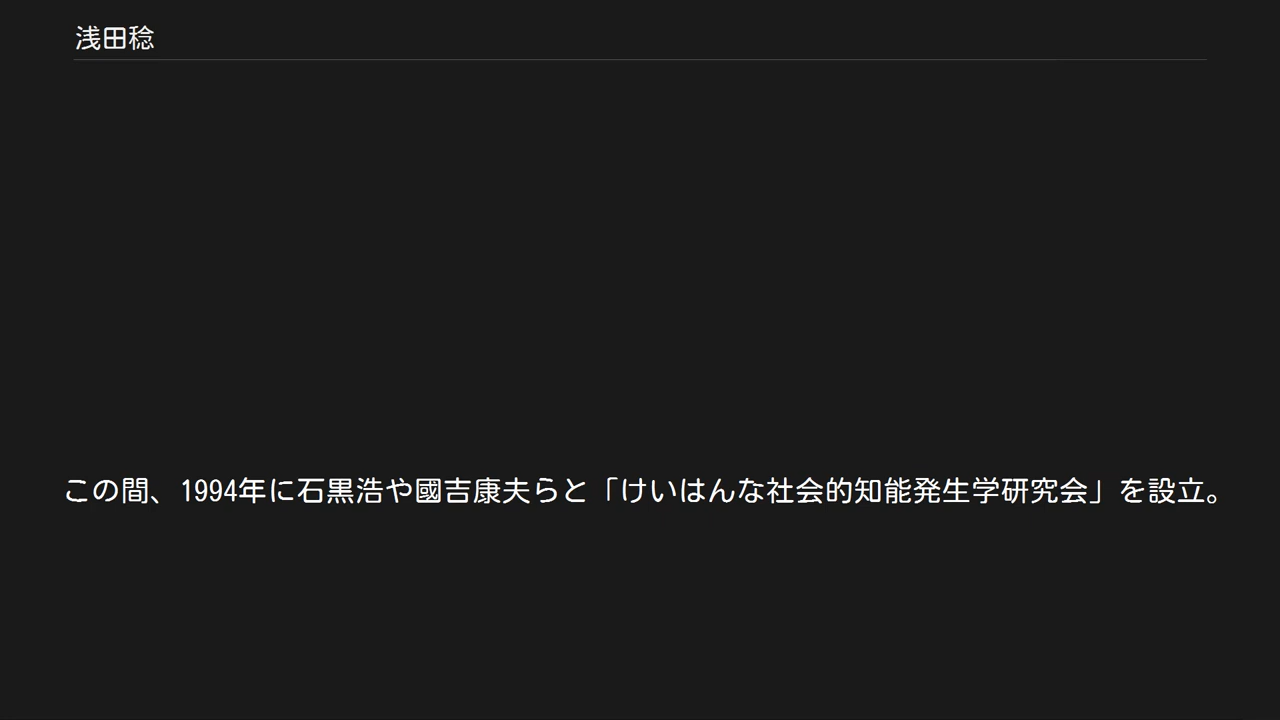 浅田稔
この間、1994年に石黒浩や國吉康夫らと「けいはんな社会的知能発生学研究会」を設立。